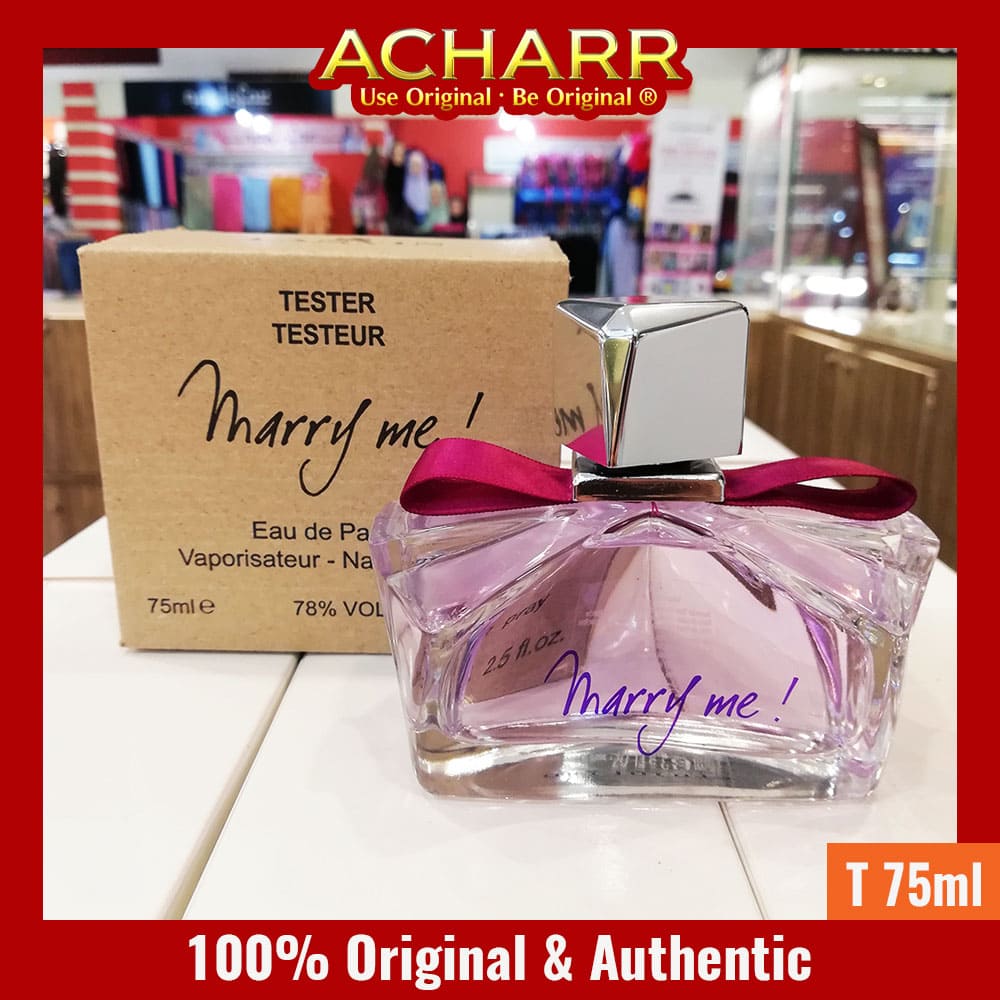 ACHARR
Use Original · Be Original ®
TESTER
TESTEUR
Marry me !
Eau de Pa
Vaporisateur - Na
75ml e
78% VOL
pray
2.5 fl.oz.
Marry me !
T 75ml
100% Original & Authentic